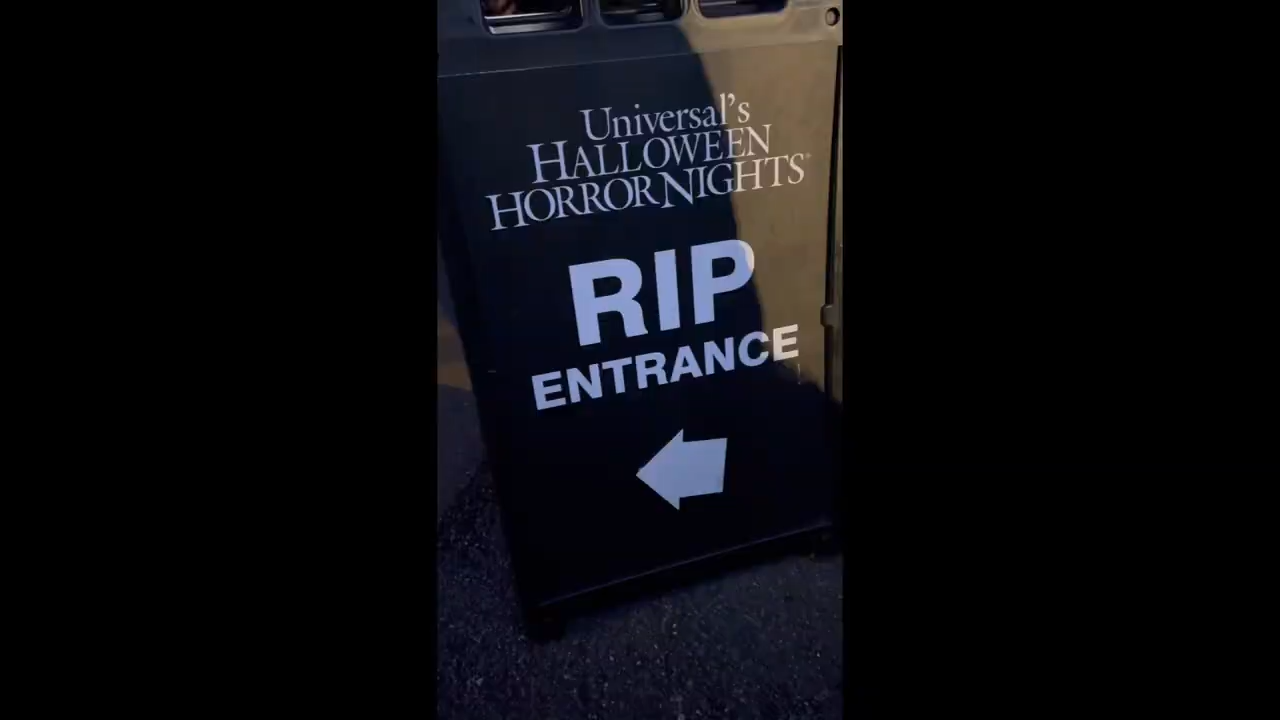 Universal's
HALLOWEEN
HORROR NIGHTS
RIP
ENTRANCE